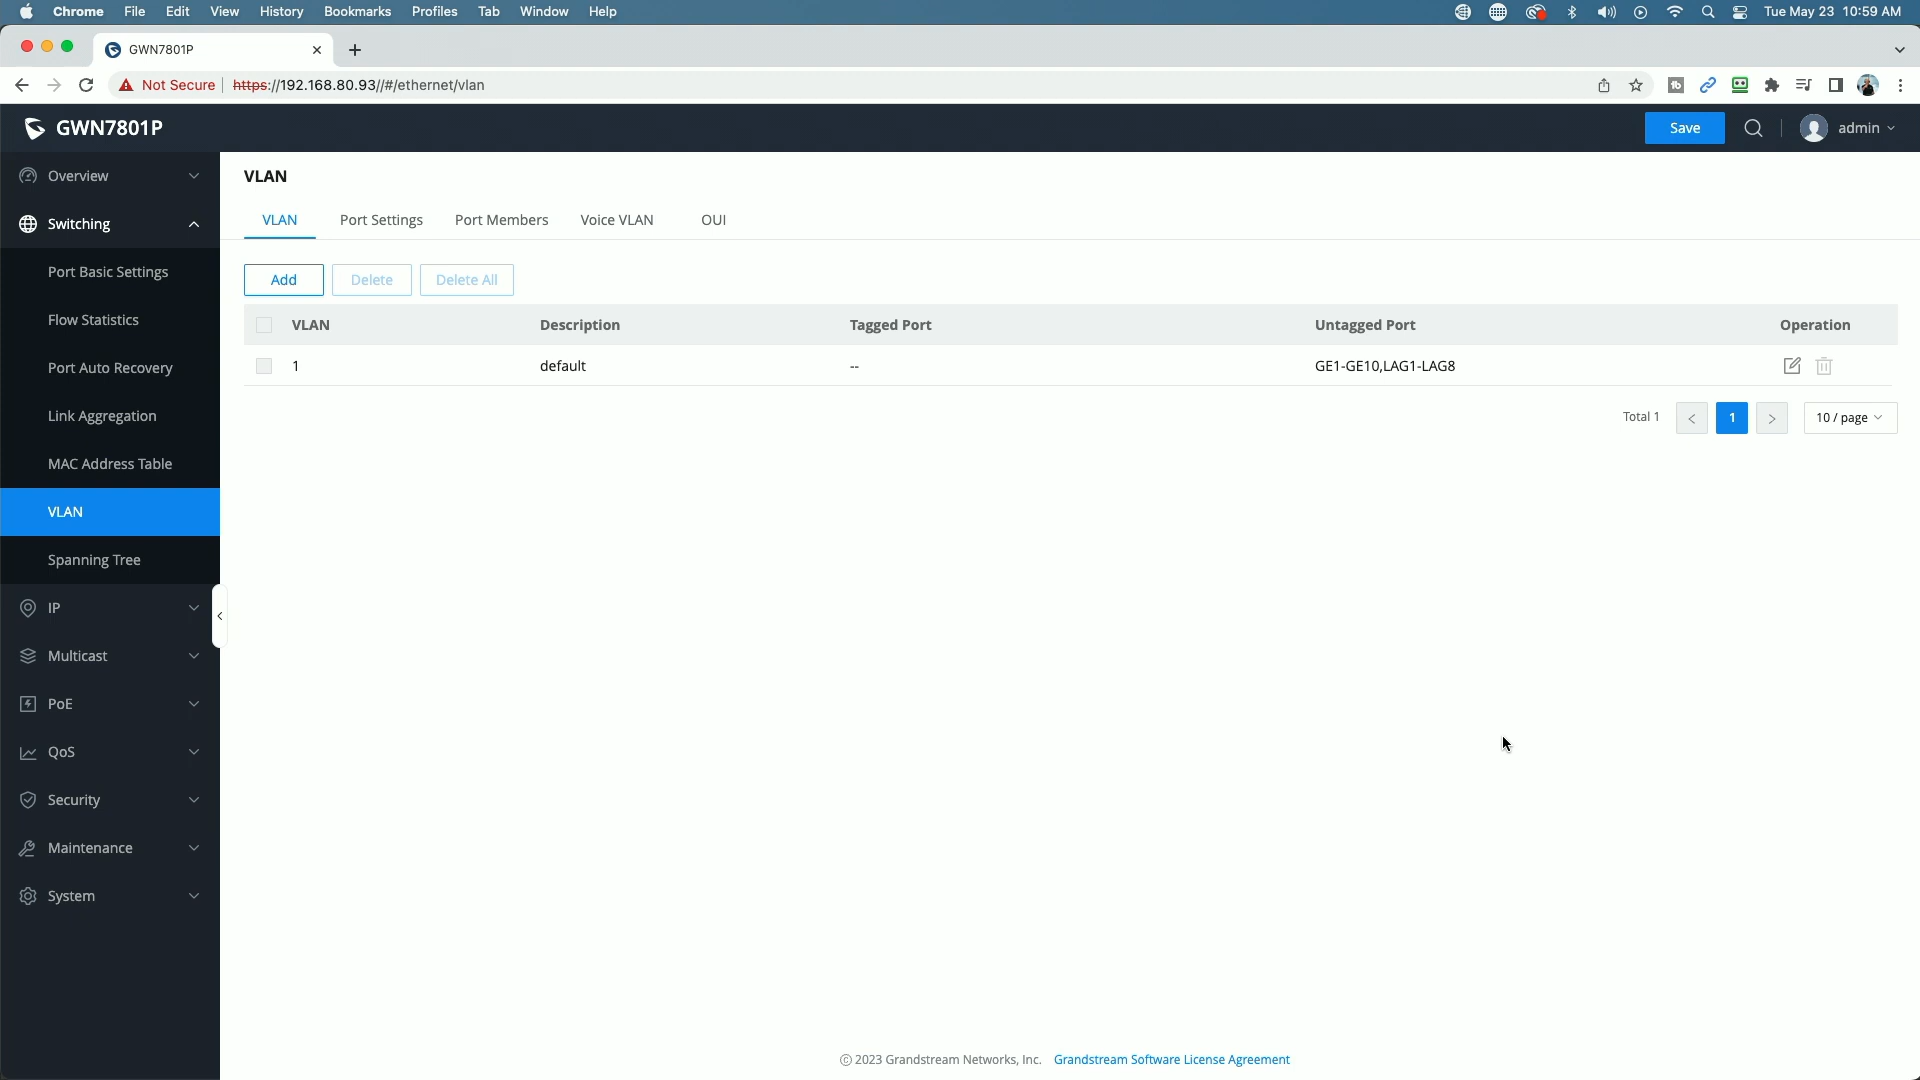 Chrome File Edit View History Bookmarks Profiles Tab Window Help Tue May 23 10:59 AM
GWN7801P
Not Secure https://192.168.80.93//#/ethernet/vlan
GWN7801P Save admin
Overview
Switching
Port Basic Settings
Flow Statistics
Port Auto Recovery
Link Aggregation
MAC Address Table
VLAN
Spanning Tree
IP
Multicast
PoE
QoS
Security
Maintenance
System
VLAN
VLAN Port Settings Port Members Voice VLAN OUI
Add Delete Delete All
VLAN Description Tagged Port Untagged Port Operation
1 default -- GE1-GE10,LAG1-LAG8
Total 1 < 1 > 10 / page
© 2023 Grandstream Networks, Inc. Grandstream Software License Agreement